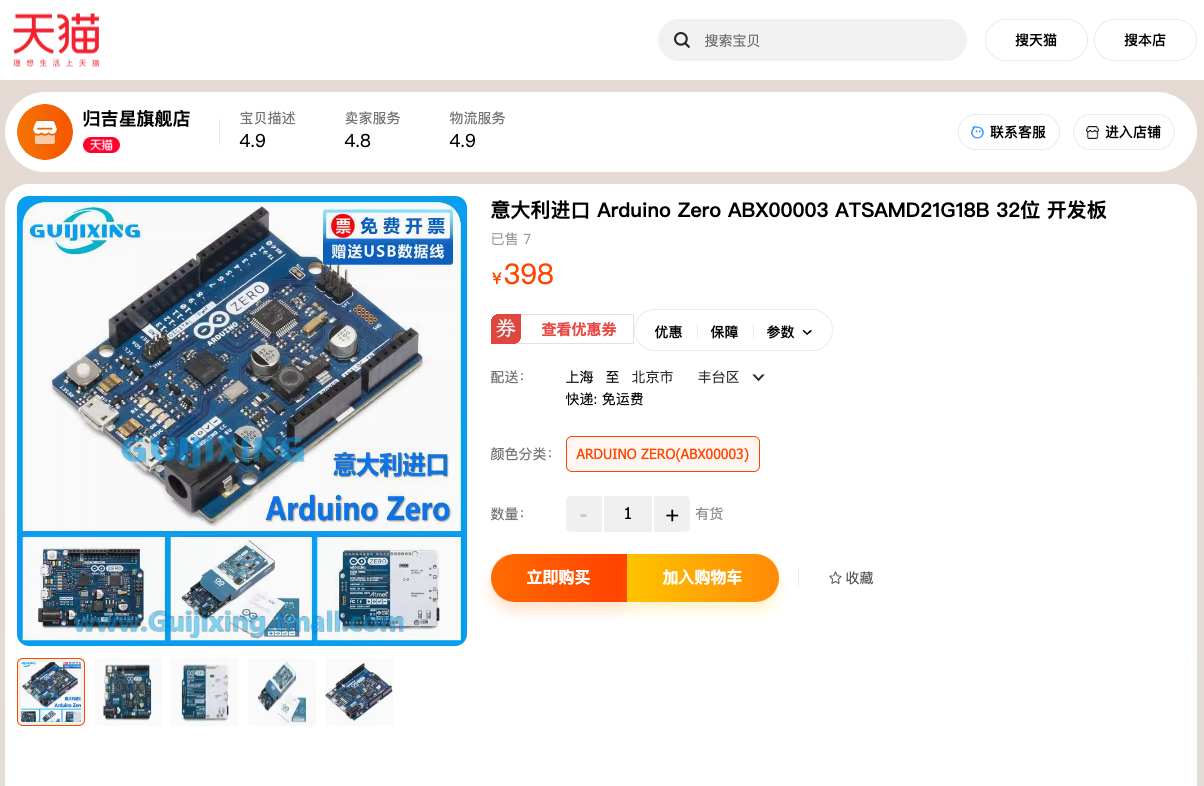 天猫
理想生活上天猫
搜索宝贝
搜天猫
搜本店
归吉星旗舰店
天猫
宝贝描述
4.9
卖家服务
4.8
物流服务
4.9
联系客服
进入店铺
GUIJIXING
票 免费开票
赠送USB数据线
ZERO
ARDUINO
GUIJIXING
意大利进口
Arduino Zero
www.Guijixing.tmall.com
意大利进口 Arduino Zero ABX00003 ATSAMD21G18B 32位 开发板
已售 7
¥398
券 查看优惠券
优惠
保障
参数
配送：
上海 至 北京市 丰台区
快递: 免运费
颜色分类：
ARDUINO ZERO(ABX00003)
数量：
- 1 + 有货
立即购买
加入购物车
收藏